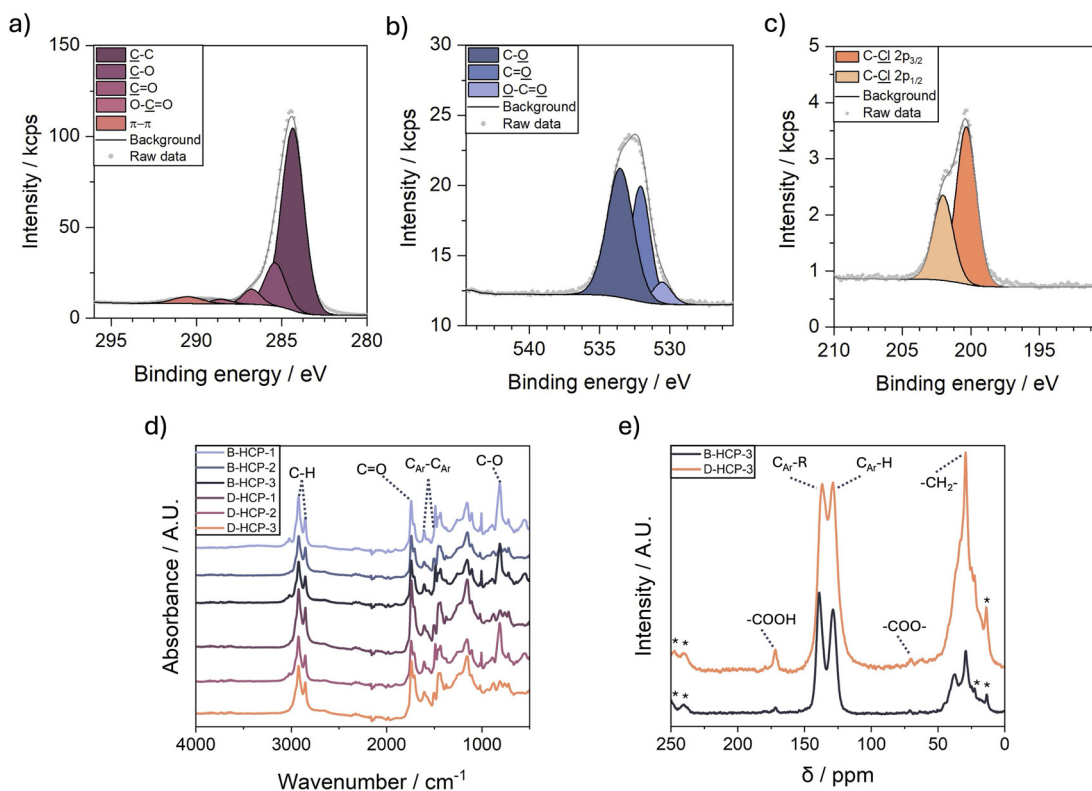 a)
150
100
50
0
Intensity / kcps
C-C
C-O
C=O
O-C=O
π−π
Background
Raw data
295
290
285
280
Binding energy / eV
b)
30
25
20
15
10
Intensity / kcps
C-O
C=O
O-C=O
Background
Raw data
540
535
530
Binding energy / eV
c)
5
4
3
2
1
0
Intensity / kcps
C-Cl 2p3/2
C-Cl 2p1/2
Background
Raw data
210
205
200
195
Binding energy / eV
d)
B-HCP-1
B-HCP-2
B-HCP-3
D-HCP-1
D-HCP-2
D-HCP-3
C-H
C=O
CAr-CAr
C-O
Absorbance / A.U.
4000
3000
2000
1000
Wavenumber / cm-1
e)
B-HCP-3
D-HCP-3
CAr-R
CAr-H
-CH2-
-COOH
-COO-
* *
*
* *
* *
Intensity / A.U.
250
200
150
100
50
0
δ / ppm